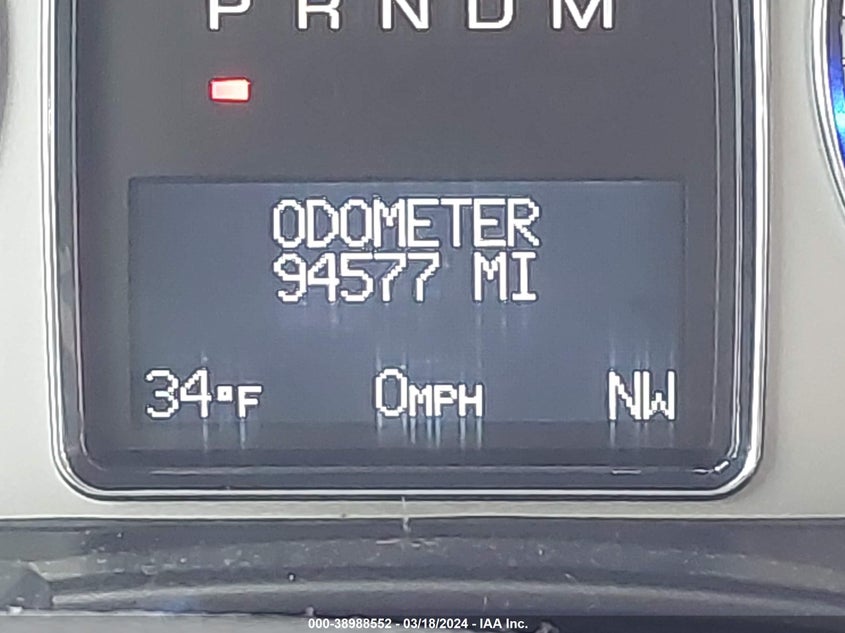 P R N D M
ODOMETER
94577 MI
34°F 0MPH NW
000-38988552 - 03/18/2024 - IAA Inc.